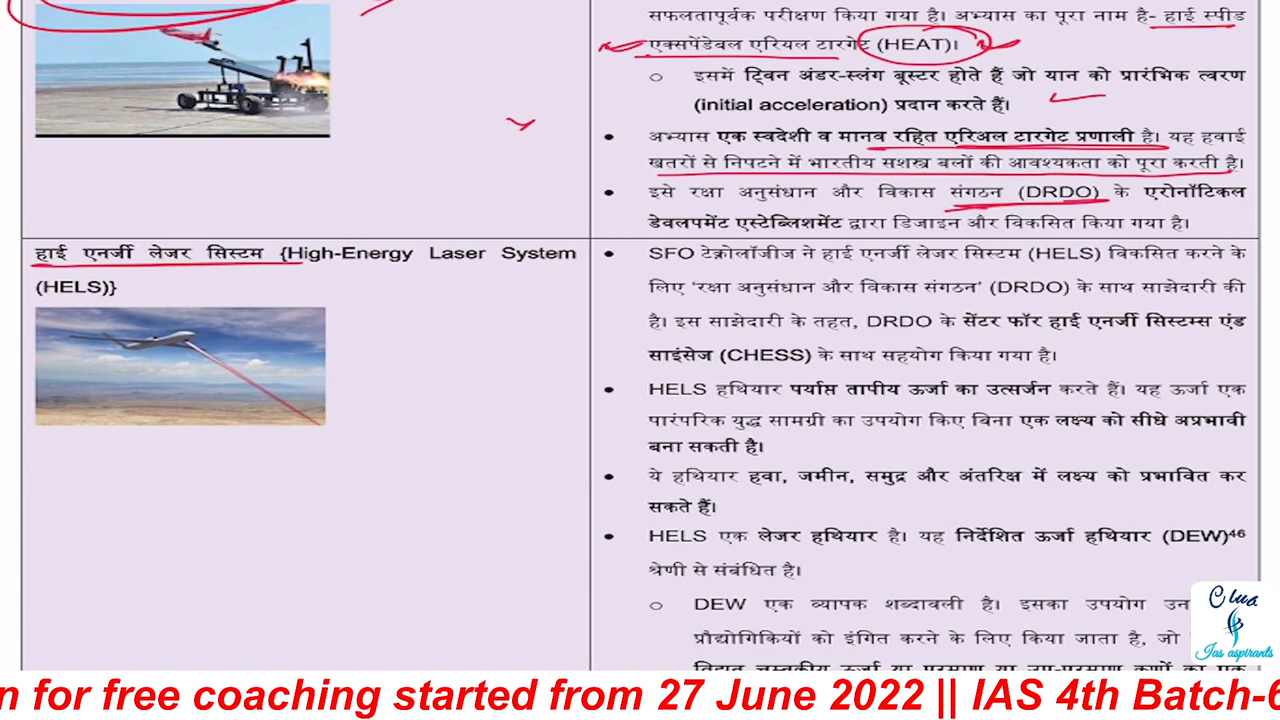 सफलतापूर्वक परीक्षण किया गया है। अभ्यास का पूरा नाम है- हाई स्पीड
एक्सपेंडेबल एरियल टारगेट (HEAT)।
o इसमें ट्विन अंडर-स्लंग बूस्टर होते हैं जो यान को प्रारंभिक त्वरण
(initial acceleration) प्रदान करते हैं।
• अभ्यास एक स्वदेशी व मानव रहित एरिअल टारगेट प्रणाली है। यह हवाई
खतरों से निपटने में भारतीय सशस्त्र बलों की आवश्यकता को पूरा करती है।
• इसे रक्षा अनुसंधान और विकास संगठन (DRDO) के एरोनॉटिकल
डेवलपमेंट एस्टेब्लिशमेंट द्वारा डिजाइन और विकसित किया गया है।
हाई एनर्जी लेजर सिस्टम {High-Energy Laser System
(HELS)}
• SFO टेक्नोलॉजीज ने हाई एनर्जी लेजर सिस्टम (HELS) विकसित करने के
लिए 'रक्षा अनुसंधान और विकास संगठन' (DRDO) के साथ साझेदारी की
है। इस साझेदारी के तहत, DRDO के सेंटर फॉर हाई एनर्जी सिस्टम्स एंड
साइंसेज (CHESS) के साथ सहयोग किया गया है।
• HELS हथियार पर्याप्त तापीय ऊर्जा का उत्सर्जन करते हैं। यह ऊर्जा एक
पारंपरिक युद्ध सामग्री का उपयोग किए बिना एक लक्ष्य को सीधे अप्रभावी
बना सकती है।
• ये हथियार हवा, जमीन, समुद्र और अंतरिक्ष में लक्ष्य को प्रभावित कर
सकते हैं।
• HELS एक लेजर हथियार है। यह निर्देशित ऊर्जा हथियार (DEW)⁴⁶
श्रेणी से संबंधित है।
o DEW एक व्यापक शब्दावली है। इसका उपयोग उन
प्रौद्योगिकियों को इंगित करने के लिए किया जाता है, जो
Clue
Ias aspirants
n for free coaching started from 27 June 2022 || IAS 4th Batch-6